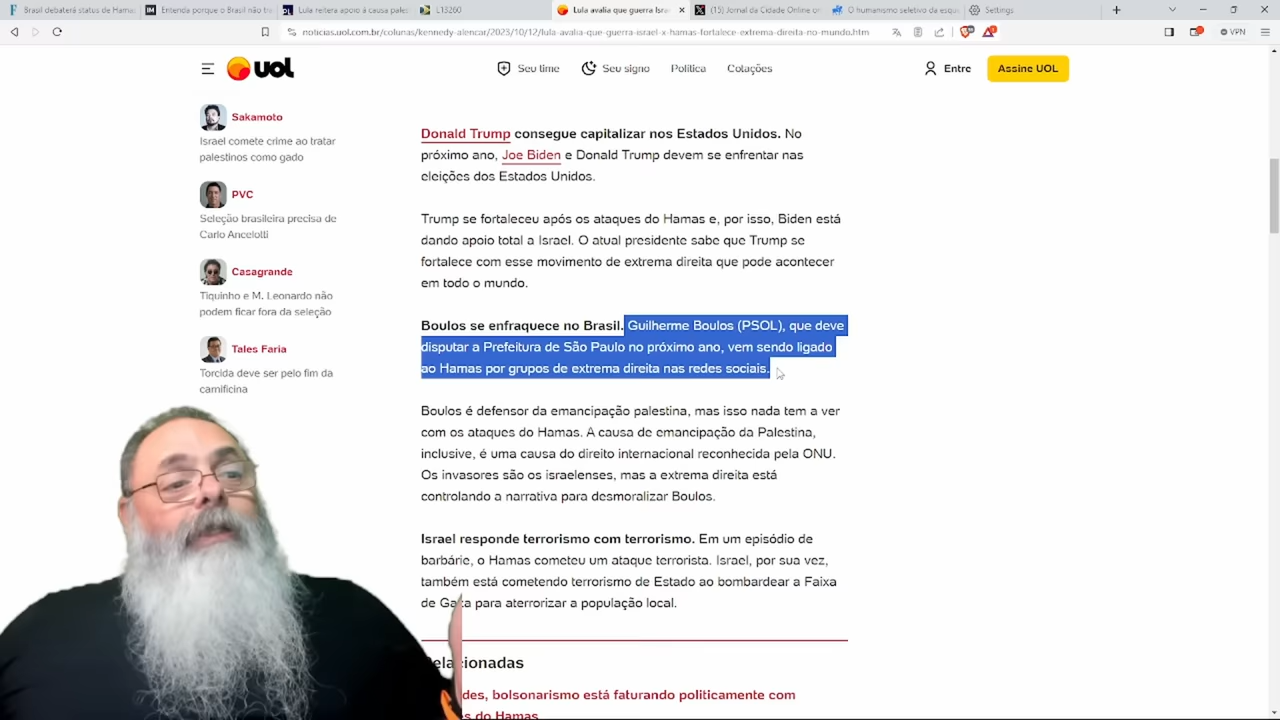 Brasil debaterá status de Hamas
Entenda porque o Brasil não tra
Lula reitera apoio à causa pales
L13260
Lula avalia que guerra Israe
(15) Jornal da Cidade Online on
O humanismo seletivo da esque
Settings
noticias.uol.com.br/colunas/kennedy-alencar/2023/10/12/lula-avalia-que-guerra-israel-x-hamas-fortalece-extrema-direita-no-mundo.htm
VPN
UOL
Seu time
Seu signo
Política
Cotações
Entre
Assine UOL
Sakamoto
Israel comete crime ao tratar
palestinos como gado
PVC
Seleção brasileira precisa de
Carlo Ancelotti
Casagrande
Tiquinho e M. Leonardo não
podem ficar fora da seleção
Tales Faria
Torcida deve ser pelo fim da
carnificina
Donald Trump consegue capitalizar nos Estados Unidos. No
próximo ano, Joe Biden e Donald Trump devem se enfrentar nas
eleições dos Estados Unidos.
Trump se fortaleceu após os ataques do Hamas e, por isso, Biden está
dando apoio total a Israel. O atual presidente sabe que Trump se
fortalece com esse movimento de extrema direita que pode acontecer
em todo o mundo.
Boulos se enfraquece no Brasil. Guilherme Boulos (PSOL), que deve
disputar a Prefeitura de São Paulo no próximo ano, vem sendo ligado
ao Hamas por grupos de extrema direita nas redes sociais.
Boulos é defensor da emancipação palestina, mas isso nada tem a ver
com os ataques do Hamas. A causa de emancipação da Palestina,
inclusive, é uma causa do direito internacional reconhecida pela ONU.
Os invasores são os israelenses, mas a extrema direita está
controlando a narrativa para desmoralizar Boulos.
Israel responde terrorismo com terrorismo. Em um episódio de
barbárie, o Hamas cometeu um ataque terrorista. Israel, por sua vez,
também está cometendo terrorismo de Estado ao bombardear a Faixa
de Gaza para aterrorizar a população local.
elacionadas
des, bolsonarismo está faturando politicamente com
es do Hamas